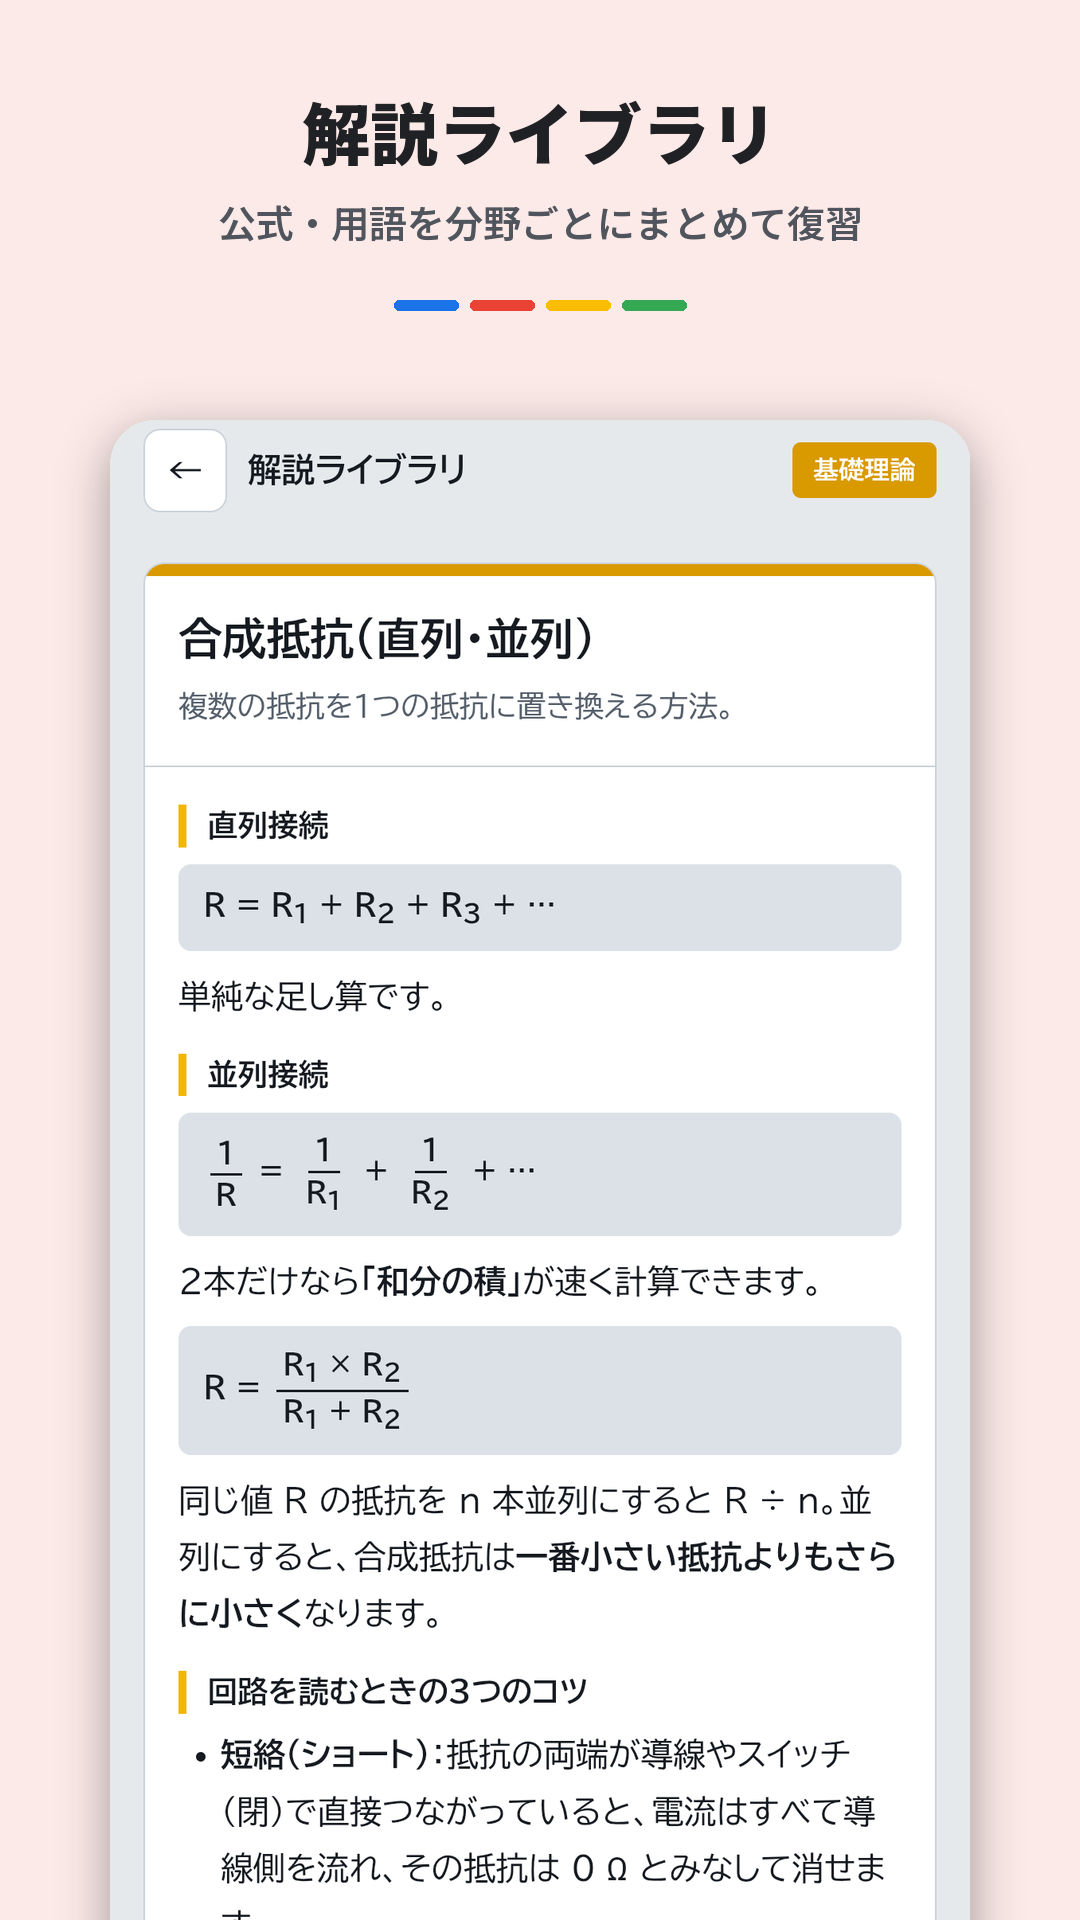 解説ライブラリ
公式・用語を分野ごとにまとめて復習
← 解説ライブラリ 基礎理論
合成抵抗(直列・並列)
複数の抵抗を1つの抵抗に置き換える方法。
直列接続
R = R₁ + R₂ + R₃ + ⋯
単純な足し算です。
並列接続
1/R = 1/R₁ + 1/R₂ + ⋯
2本だけなら「和分の積」が速く計算できます。
R = R₁ × R₂ / R₁ + R₂
同じ値 R の抵抗を n 本並列にすると R ÷ n。並
列にすると、合成抵抗は一番小さい抵抗よりもさら
に小さくなります。
回路を読むときの3つのコツ
• 短絡(ショート):抵抗の両端が導線やスイッチ
(閉)で直接つながっていると、電流はすべて導
線側を流れ、その抵抗は 0 Ω とみなして消せま